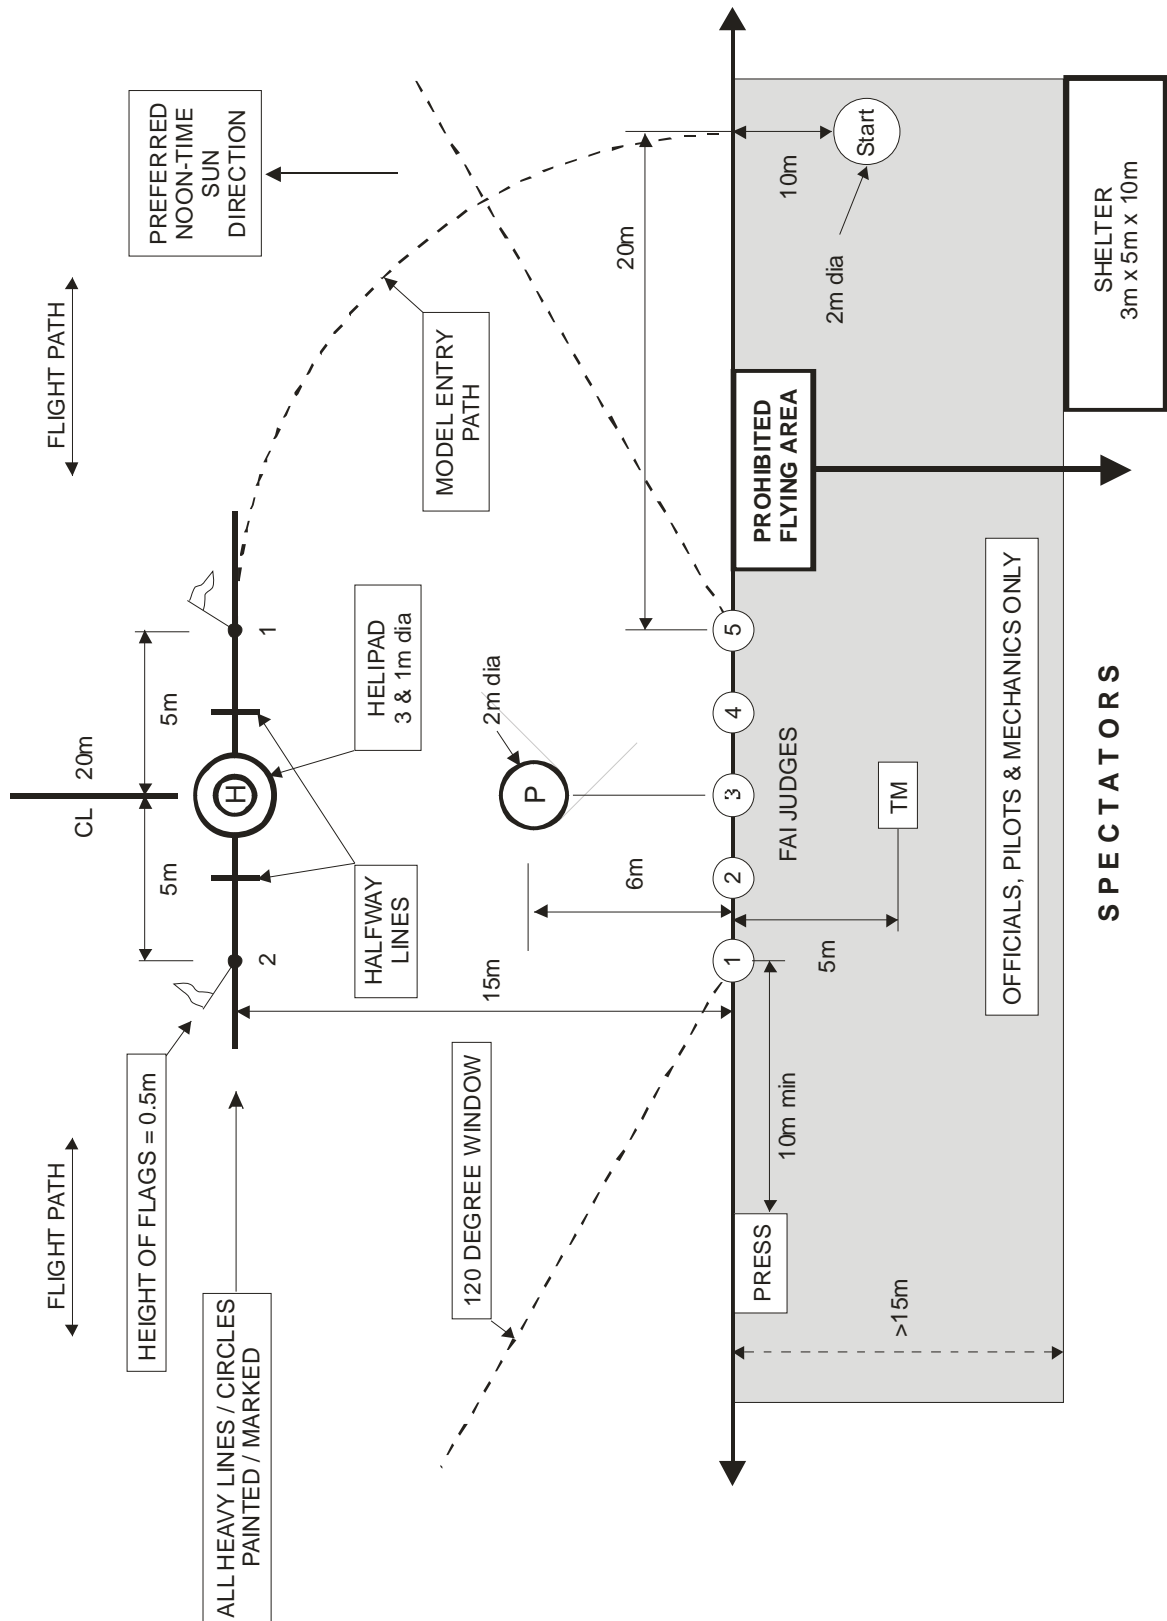 FLIGHT PATH
FLIGHT PATH
PREFERRED
NOON-TIME
SUN
DIRECTION
HEIGHT OF FLAGS = 0.5m
ALL HEAVY LINES / CIRCLES
PAINTED / MARKED
CL
20m
5m
5m
2
H
1
HALFWAY
LINES
HELIPAD
3 & 1m dia
MODEL ENTRY
PATH
120 DEGREE WINDOW
15m
6m
P
2m dia
20m
1
2
3
4
5
FAI JUDGES
PROHIBITED
FLYING AREA
PRESS
10m min
5m
TM
10m
Start
2m dia
>15m
OFFICIALS, PILOTS & MECHANICS ONLY
SHELTER
3m x 5m x 10m
SPECTATORS